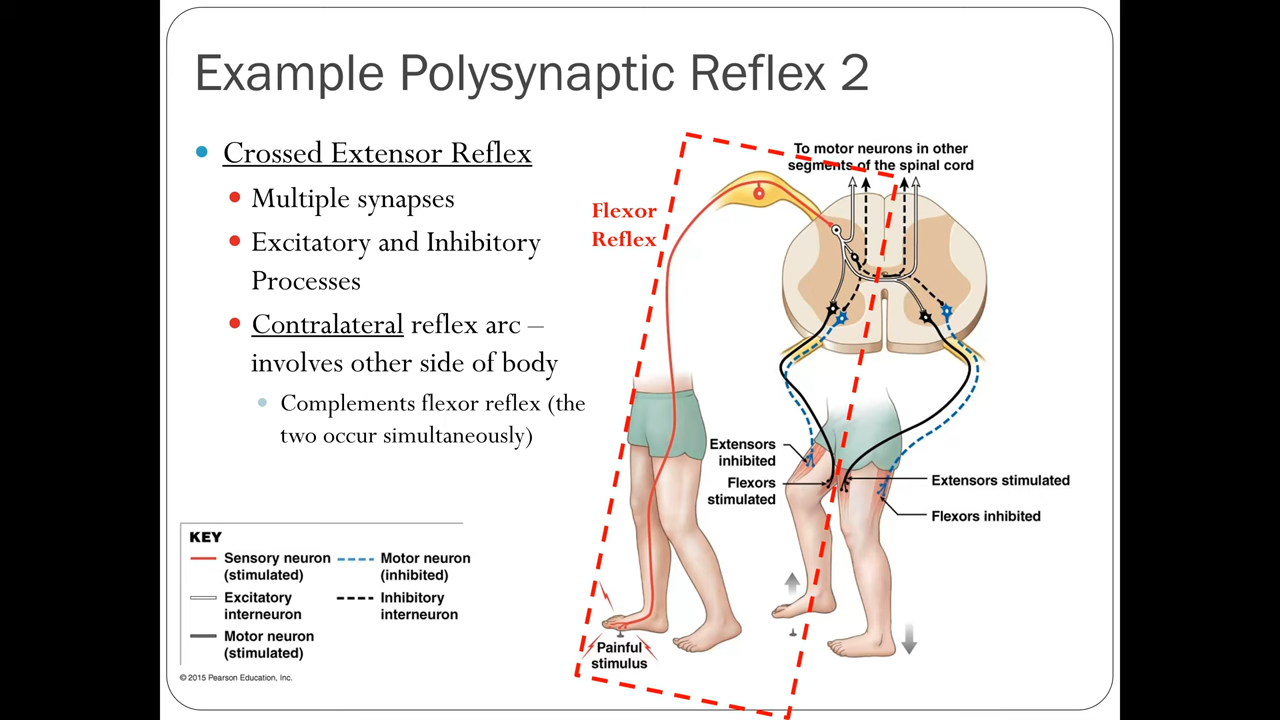 Example Polysynaptic Reflex 2
• Crossed Extensor Reflex
• Multiple synapses
• Excitatory and Inhibitory
Processes
• Contralateral reflex arc –
involves other side of body
• Complements flexor reflex (the
two occur simultaneously)
To motor neurons in other
segments of the spinal cord
Flexor
Reflex
Extensors
inhibited
Flexors
stimulated
Extensors stimulated
Flexors inhibited
Painful
stimulus
KEY
Sensory neuron
(stimulated)
Motor neuron
(inhibited)
Excitatory
interneuron
Inhibitory
interneuron
Motor neuron
(stimulated)
© 2015 Pearson Education, Inc.